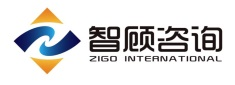 智顾咨询
ZIGO INTERNATIONAL